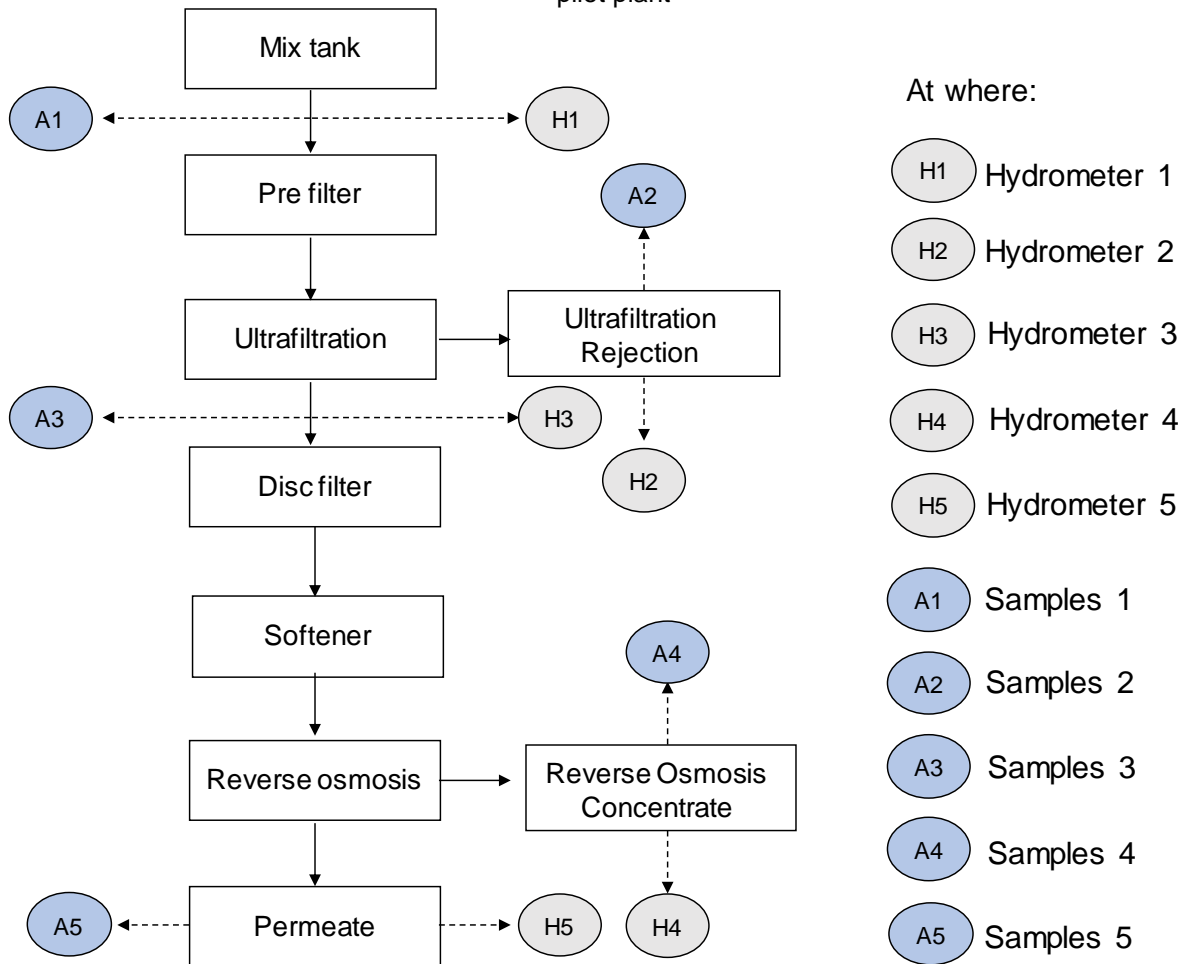 pilot plant
Mix tank
A1
H1
Pre filter
A2
Ultrafiltration
Ultrafiltration
Rejection
A3
H3
H2
Disc filter
Softener
A4
Reverse osmosis
Reverse Osmosis
Concentrate
A5
Permeate
H5
H4
At where:
H1 Hydrometer 1
H2 Hydrometer 2
H3 Hydrometer 3
H4 Hydrometer 4
H5 Hydrometer 5
A1 Samples 1
A2 Samples 2
A3 Samples 3
A4 Samples 4
A5 Samples 5